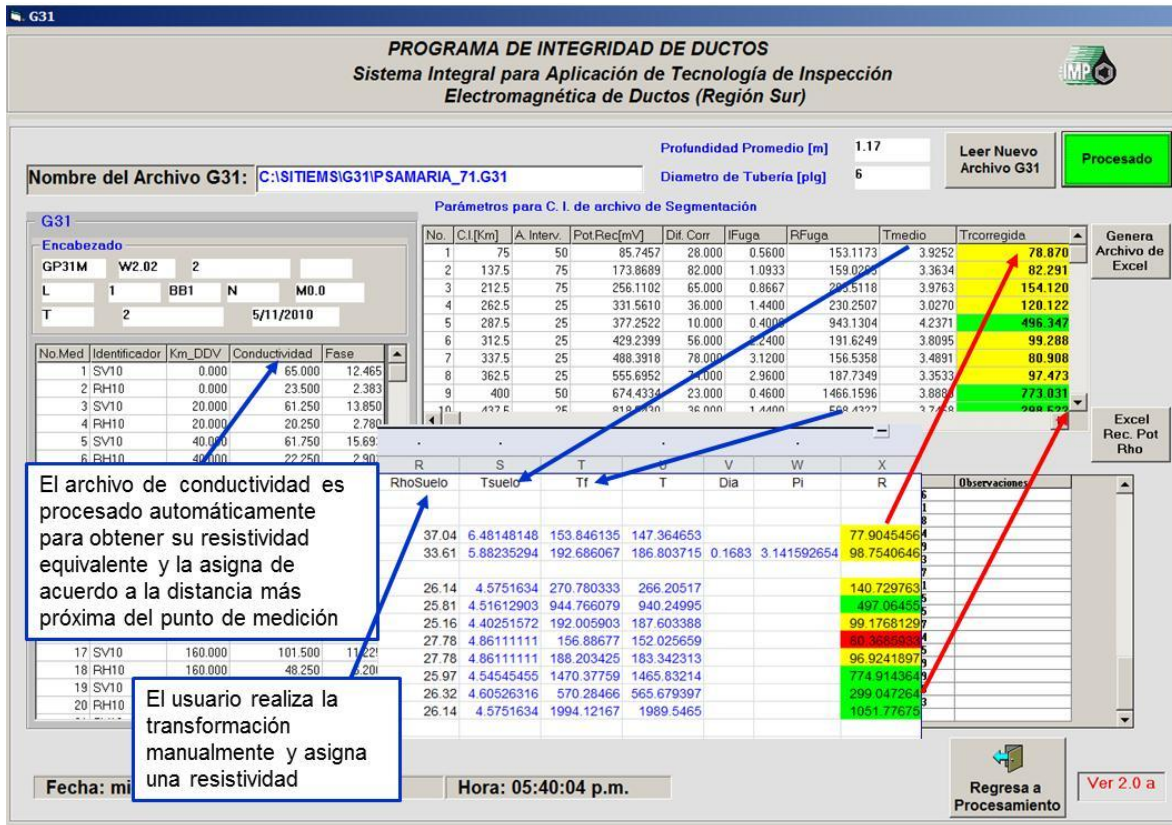 G31
PROGRAMA DE INTEGRIDAD DE DUCTOS
Sistema Integral para Aplicación de Tecnología de Inspección
Electromagnética de Ductos (Región Sur)
IMP
Profundidad Promedio [m] 1.17
Diametro de Tubería [plg] 6
Leer Nuevo
Archivo G31
Procesado
Nombre del Archivo G31: C:\SITIEMS\G31\PSAMARIA_71.G31
Parámetros para C. I. de archivo de Segmentación
G31
Encabezado
GP31M W2.02 2
L 1 BB1 N M0.0
T 2 5/11/2010
No. C.I.[Km] A. Interv. Pot.Rec[mV] Dif. Corr IFuga RFuga Tmedio Trcorregida
1 75 50 85.7457 28.000 0.5600 153.1173 3.9252 78.870
2 137.5 75 173.8689 82.000 1.0933 3.3634 82.291
3 212.5 75 256.1102 65.000 0.8667 3.9763 154.120
4 262.5 25 331.5610 36.000 1.4400 230.2507 3.0270 120.122
5 287.5 25 377.2522 10.000 943.1304 4.2371 496.347
6 312.5 25 429.2399 56.000 191.6249 3.8095 99.288
7 337.5 25 488.3918 78.000 3.1200 156.5358 3.4891 80.908
8 362.5 25 555.6952 2.9600 187.7349 3.3533 97.473
9 400 50 674.4334 23.000 0.4600 1466.1596 773.031
Genera
Archivo de
Excel
Excel
Rec. Pot
Rho
No.Med Identificador Km_DDV Conductividad Fase
1 SV10 0.000 65.000 12.465
2 RH10 0.000 23.500 2.383
3 SV10 20.000 61.250 13.850
4 RH10 20.000 20.250 2.780
5 SV10 40.000 61.750
6 RH10 40.000 22.250
El archivo de conductividad es
procesado automáticamente
para obtener su resistividad
equivalente y la asigna de
acuerdo a la distancia más
próxima del punto de medición
17 SV10 160.000 101.500
18 RH10 160.000 48.250
19 SV10
20 RH10
El usuario realiza la
transformación
manualmente y asigna
una resistividad
R S T U V W X
RhoSuelo Tsuelo Tf T Dia Pi R
37.04 6.48148148 153.846135 147.364653 77.9045456
33.61 5.88235294 192.686067 186.803715 0.1683 3.141592654 98.7540646
26.14 4.5751634 270.780333 266.20517 140.729763
25.81 4.51612903 944.766079 940.24995 497.06455
25.16 4.40251572 192.005903 187.603388 99.1768129
27.78 4.86111111 156.88677 152.025659 80.3685933
27.78 4.86111111 188.203425 183.342313 96.9241897
25.97 4.54545455 1470.37759 1465.83214 774.914364
26.32 4.60526316 570.28466 565.679397 299.047264
26.14 4.5751634 1994.12167 1989.5465 1051.77675
Observaciones
Fecha: mi
Hora: 05:40:04 p.m.
Regresa a
Procesamiento
Ver 2.0 a